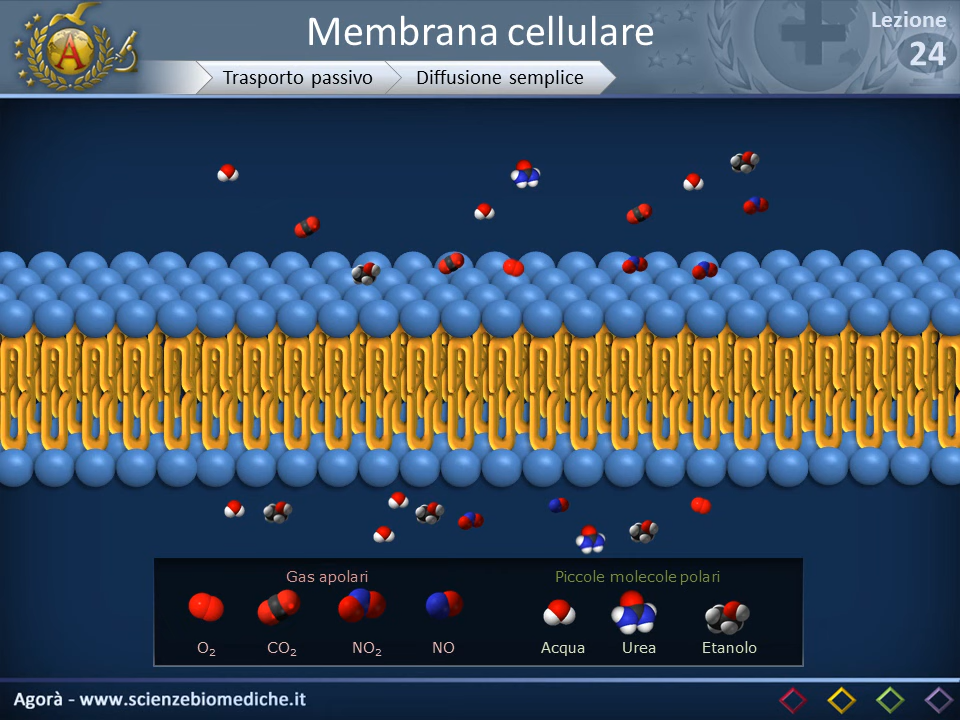 Membrana cellulare
Lezione
24
Trasporto passivo
Diffusione semplice
A
Gas apolari
Piccole molecole polari
O₂
CO₂
NO₂
NO
Acqua
Urea
Etanolo
Agorà - www.scienzebiomediche.it